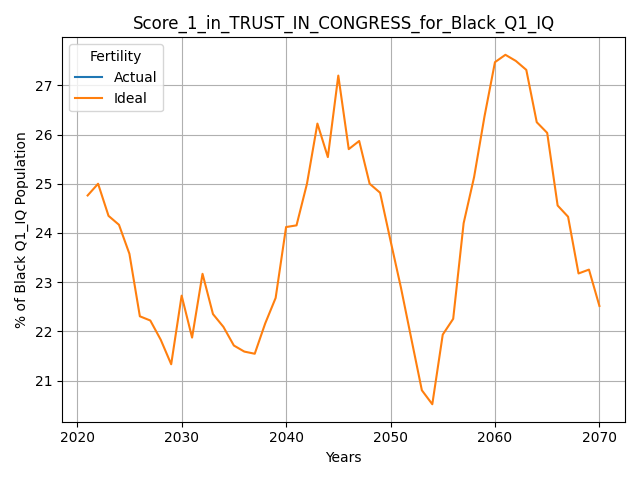 Score_1_in_TRUST_IN_CONGRESS_for_Black_Q1_IQ
Fertility
Actual
Ideal
% of Black Q1_IQ Population
27
26
25
24
23
22
21
2020 2030 2040 2050 2060 2070
Years